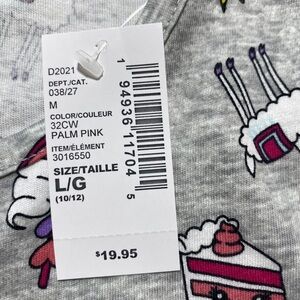 D2021
DEPT./CAT.
038/27
M
COLOR/COULEUR
32CW
PALM PINK
ITEM/ÉLÉMENT
3016550
SIZE/TAILLE
L/G
(10/12)
$19.95
1 94936 11704 5